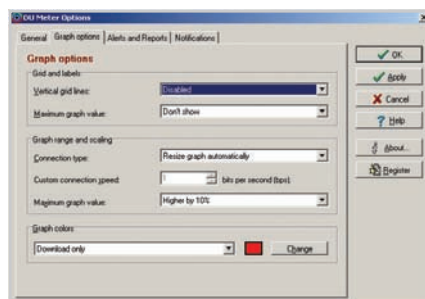 DU Meter Options
General Graph options Alerts and Reports Notifications
Graph options
Grid and labels
Vertical grid lines: Disabled
Maximum graph value: Don't show
Graph range and scaling
Connection type: Resize graph automatically
Custom connection speed: 1 bits per second (bps).
Maximum graph value: Higher by 10%
Graph colors
Download only Change
OK
Apply
Cancel
Help
About...
Register